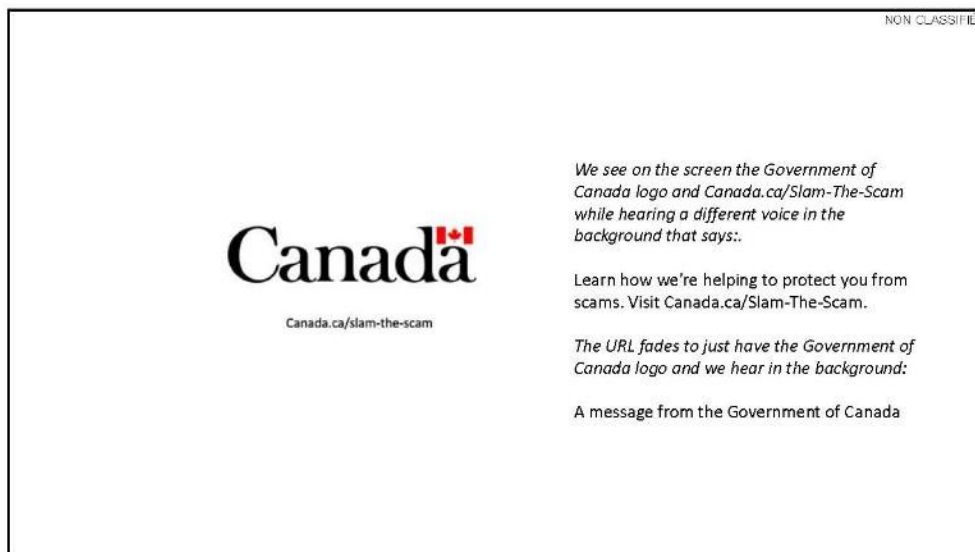 NON CLASSIFIE
We see on the screen the Government of
Canada logo and Canada.ca/Slam-The-Scam
while hearing a different voice in the
background that says:.
Learn how we're helping to protect you from
scams. Visit Canada.ca/Slam-The-Scam.
The URL fades to just have the Government of
Canada logo and we hear in the background:
A message from the Government of Canada
Canada
Canada.ca/slam-the-scam